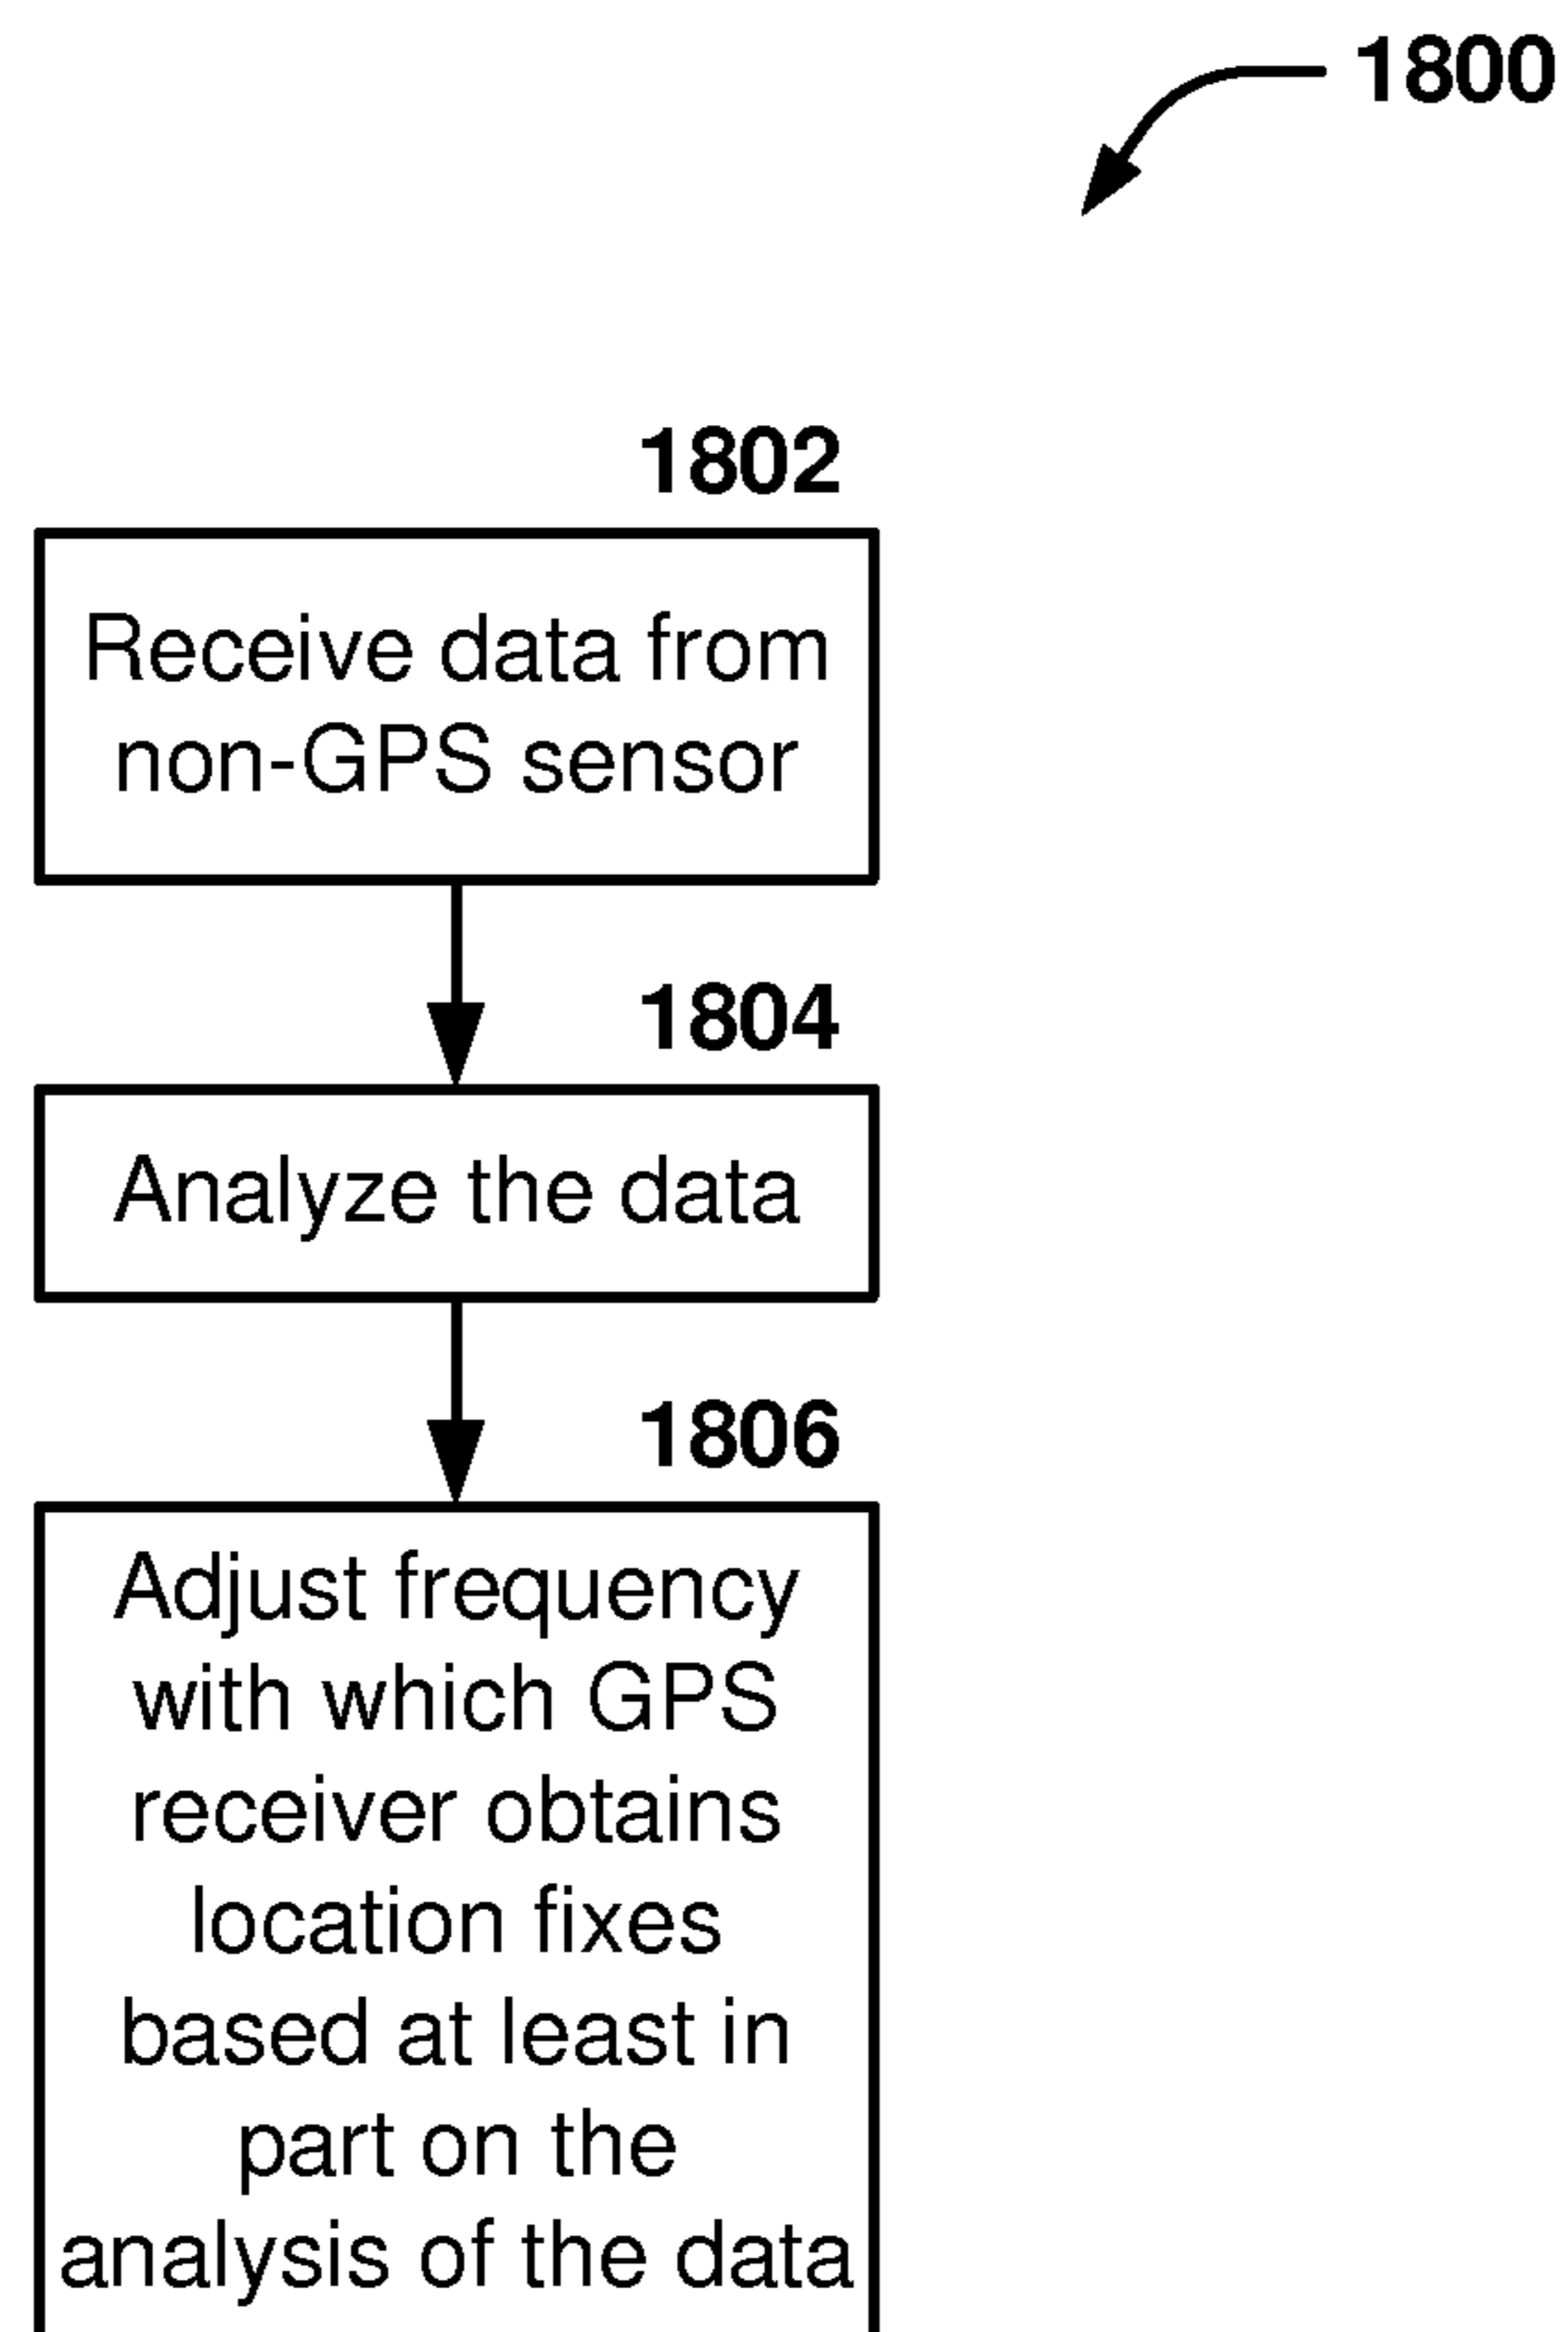 1800
1802
Receive data from
non-GPS sensor
1804
Analyze the data
1806
Adjust frequency
with which GPS
receiver obtains
location fixes
based at least in
part on the
analysis of the data